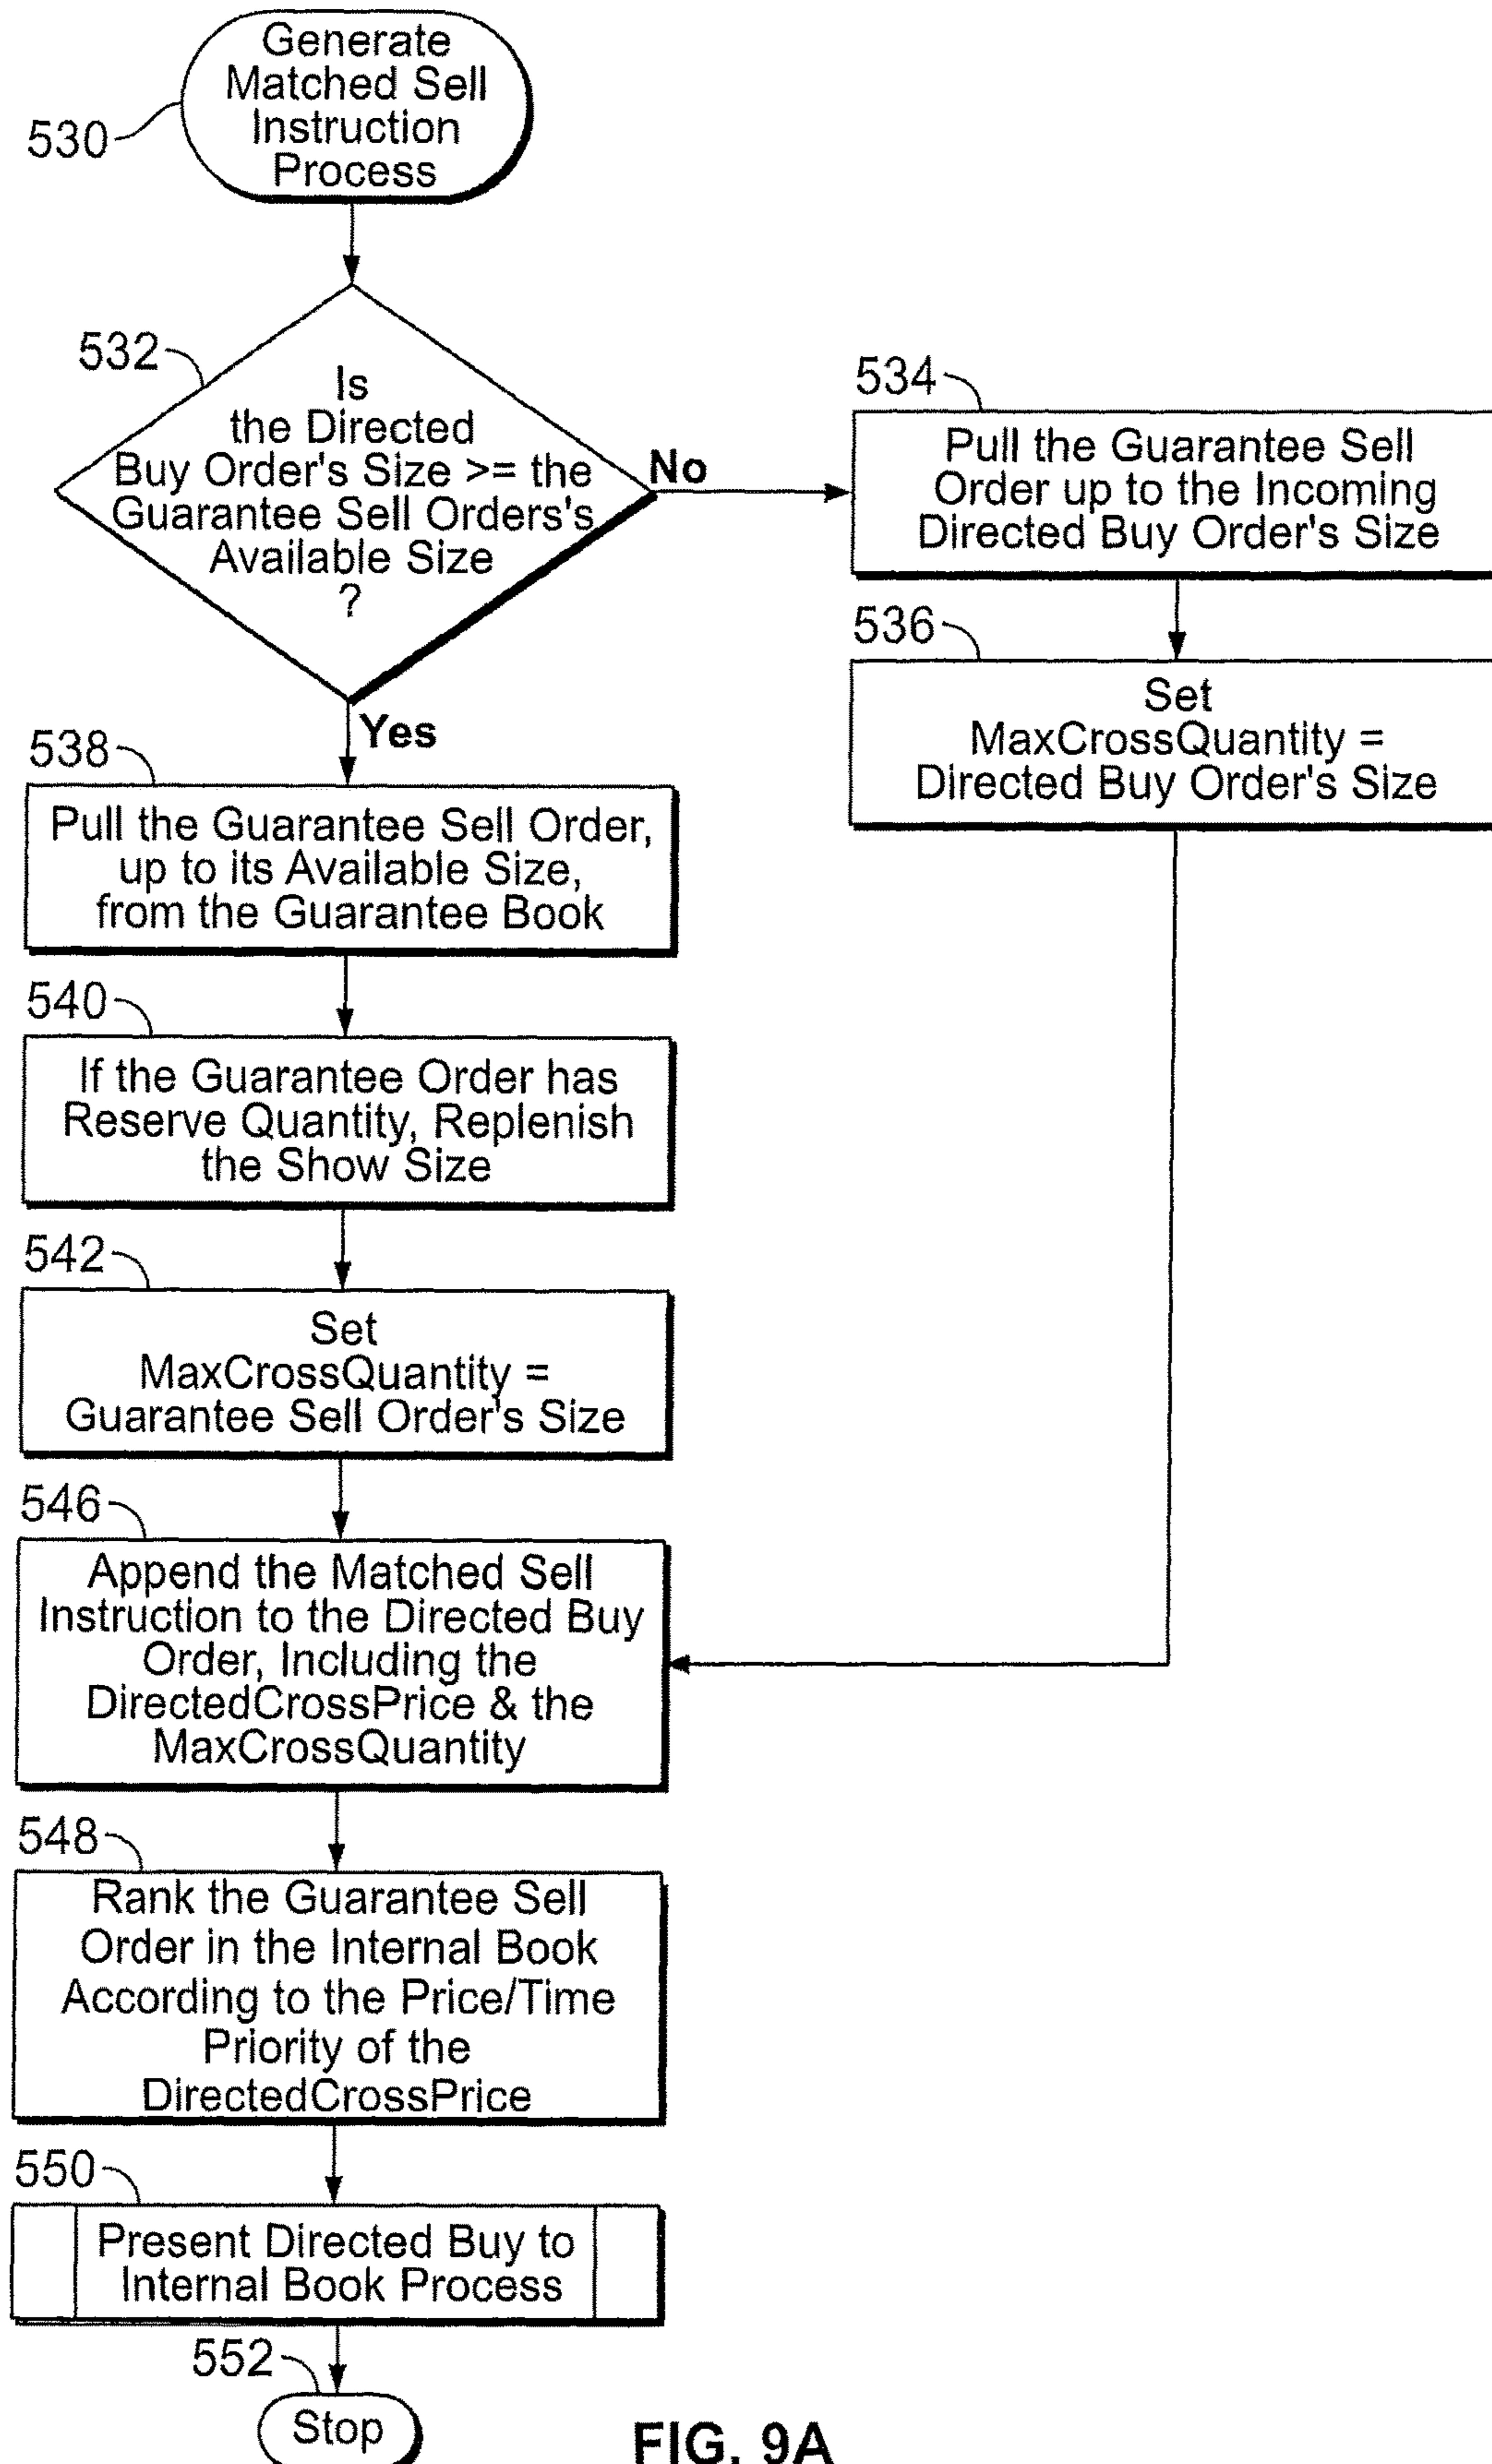 Generate
Matched Sell
Instruction
Process
530
532
Is
the Directed
Buy Order's Size >= the
Guarantee Sell Orders's
Available Size
?
No
534
Pull the Guarantee Sell
Order up to the Incoming
Directed Buy Order's Size
536
Set
MaxCrossQuantity =
Directed Buy Order's Size
Yes
538
Pull the Guarantee Sell Order,
up to its Available Size,
from the Guarantee Book
540
If the Guarantee Order has
Reserve Quantity, Replenish
the Show Size
542
Set
MaxCrossQuantity =
Guarantee Sell Order's Size
546
Append the Matched Sell
Instruction to the Directed Buy
Order, Including the
DirectedCrossPrice & the
MaxCrossQuantity
548
Rank the Guarantee Sell
Order in the Internal Book
According to the Price/Time
Priority of the
DirectedCrossPrice
550
Present Directed Buy to
Internal Book Process
552
Stop
FIG. 9A